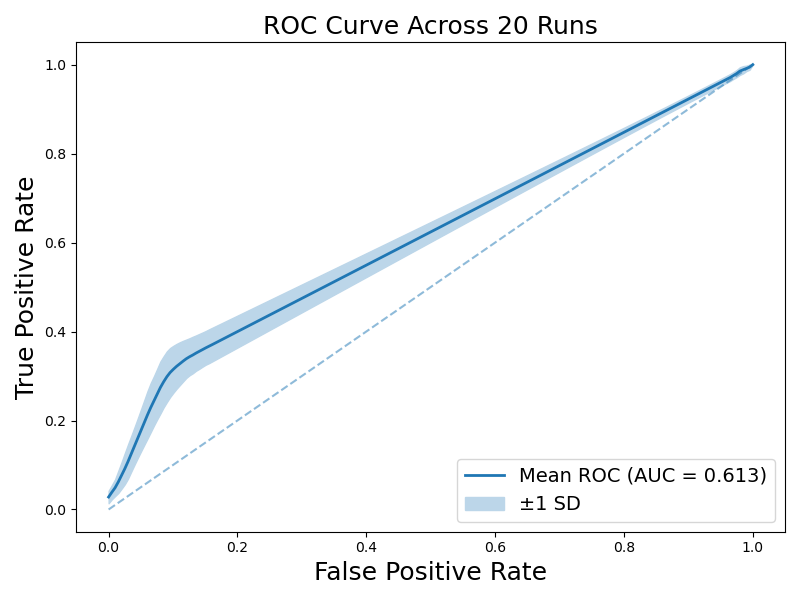 ROC Curve Across 20 Runs
True Positive Rate
1.0
0.8
0.6
0.4
0.2
0.0
Mean ROC (AUC = 0.613)
±1 SD
0.0 0.2 0.4 0.6 0.8 1.0
False Positive Rate